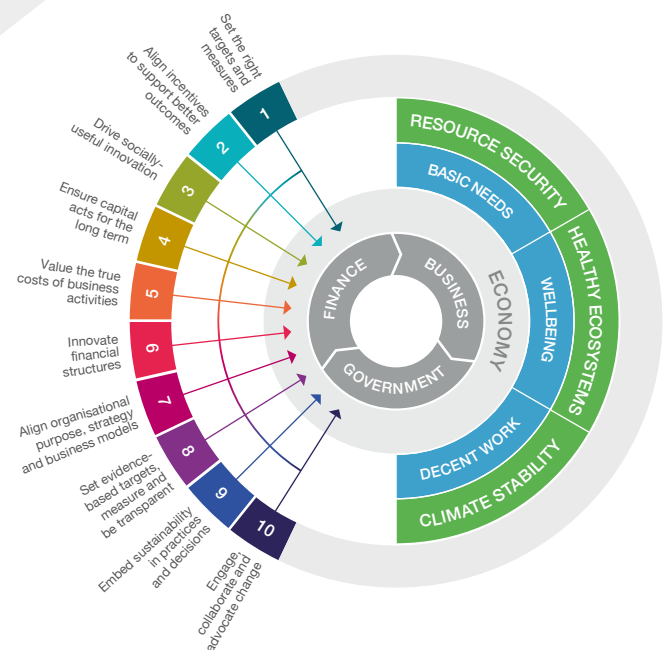 Set the right
targets and
measures
1
Align incentives
to support better
outcomes
2
Drive socially-
useful innovation
3
Ensure capital
acts for the
long term
4
Value the true
costs of business
activities
5
Innovate
financial
structures
6
Align organisational
purpose, strategy
and business models
7
Set evidence-
based targets,
measure and
be transparent
8
Embed sustainability
in practices
and decisions
9
Engage,
collaborate and
advocate change
10
FINANCE
BUSINESS
GOVERNMENT
ECONOMY
BASIC NEEDS
WELLBEING
DECENT WORK
RESOURCE SECURITY
HEALTHY ECOSYSTEMS
CLIMATE STABILITY